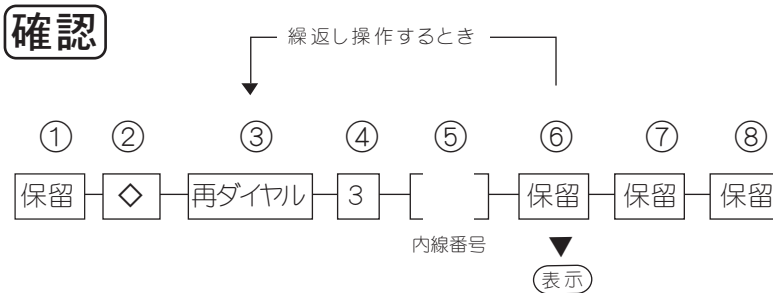 確認
繰返し操作するとき
① ② ③ ④ ⑤ ⑥ ⑦ ⑧
保留 ◇ 再ダイヤル 3 保留 保留 保留
内線番号
表示